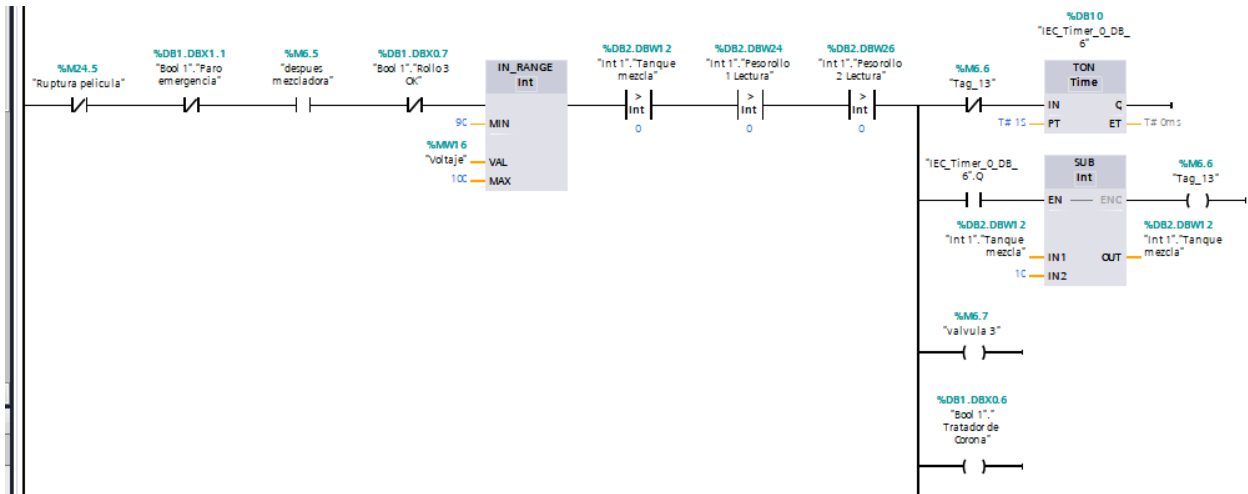 %DB10
"IEC_Timer_0_DB_
6"
%M24.5
"Ruptura pelicula"
%DB1.DBX1.1
"Bool 1"."Paro
emergencia"
%M6.5
"despues
mezcladora"
%DB1.DBX0.7
"Bool 1"."Rollo 3
OK"
IN_RANGE
Int
90
MIN
%MW16
"Voltaje"
VAL
100
MAX
%DB2.DBW12
"Int 1"."Tanque
mezcla"
>
Int
0
%DB2.DBW24
"Int 1"."Pesorollo
1 Lectura"
>
Int
0
%DB2.DBW26
"Int 1"."Pesorollo
2 Lectura"
>
Int
0
%M6.6
"Tag_13"
TON
Time
IN Q
T# 1S PT ET T# 0ms
"IEC_Timer_0_DB_
6".Q
SUB
Int
EN ENO
%M6.6
"Tag_13"
%DB2.DBW12
"Int 1"."Tanque
mezcla"
IN1
10
IN2
OUT
%DB2.DBW12
"Int 1"."Tanque
mezcla"
%M6.7
"valvula 3"
%DB1.DBX0.6
"Bool 1"."
Tratador de
Corona"